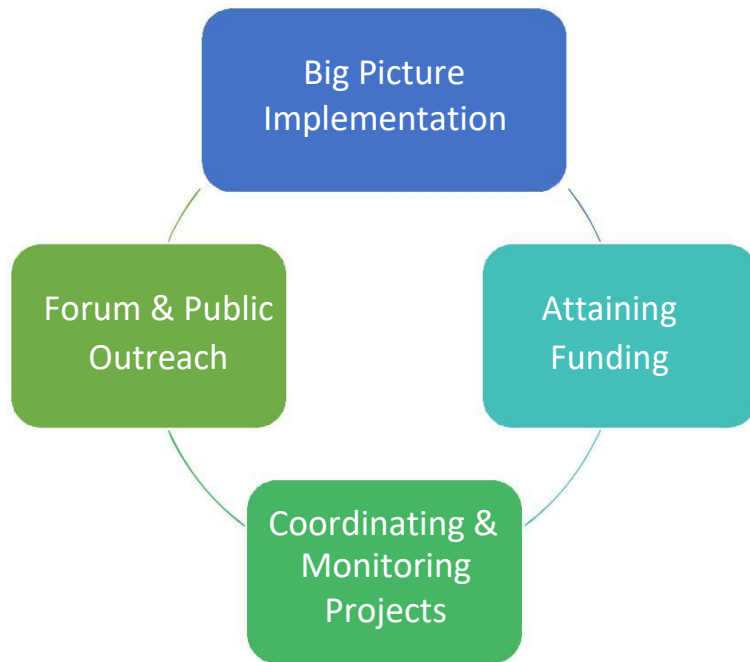 Big Picture
Implementation
Forum & Public
Outreach
Attaining
Funding
Coordinating &
Monitoring
Projects